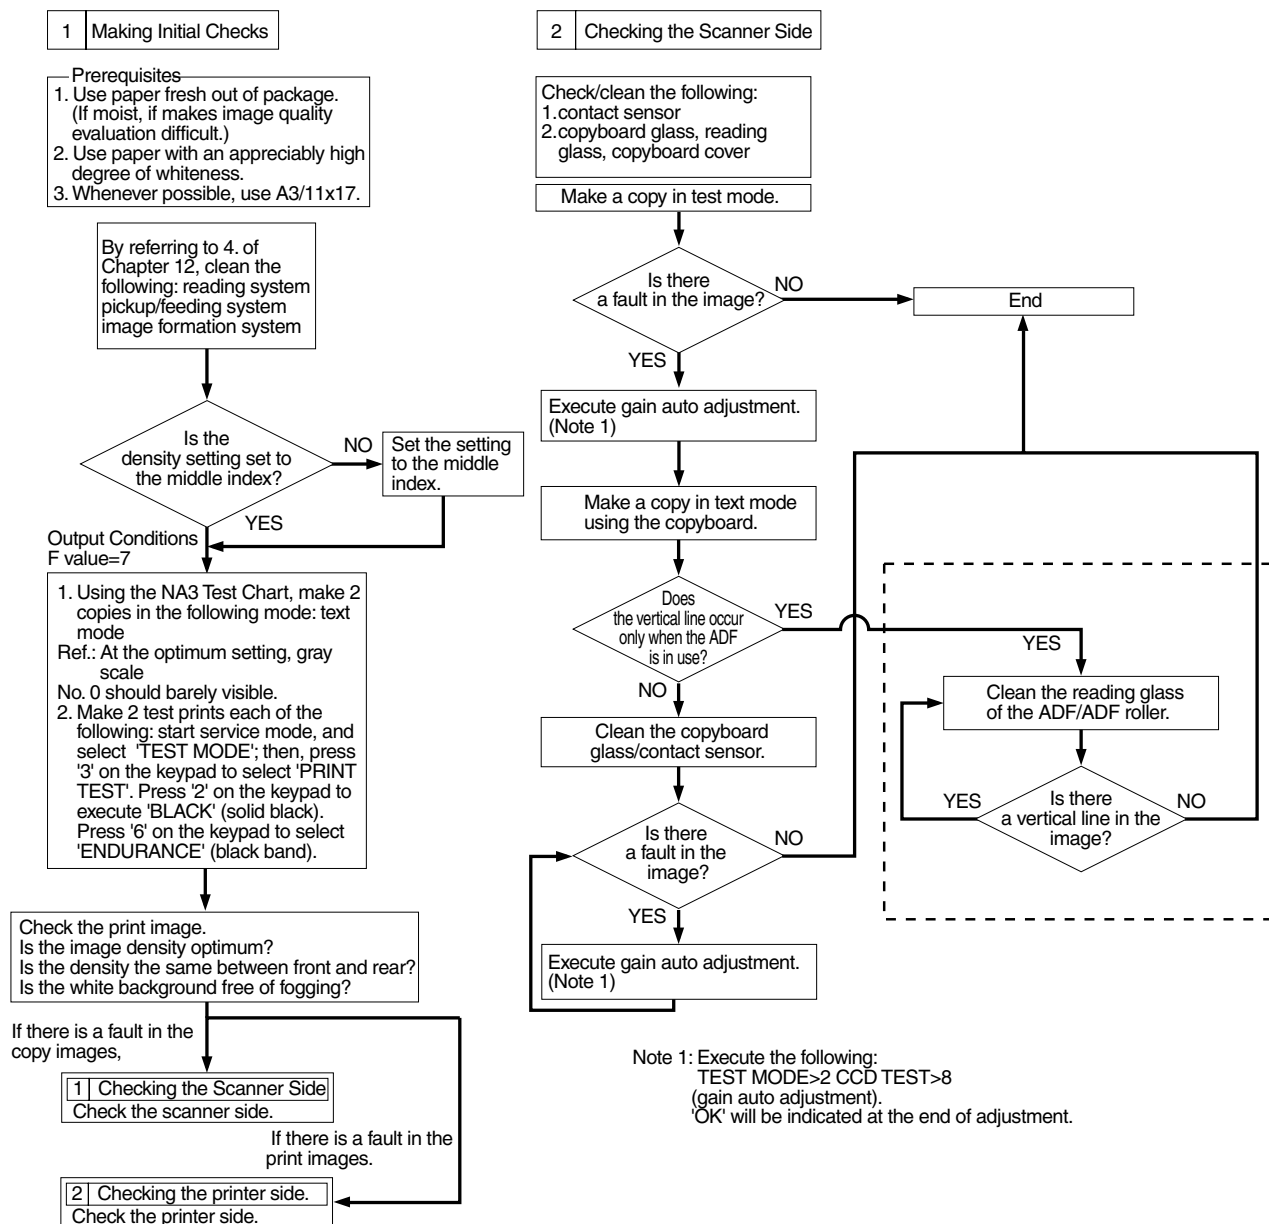 1 Making Initial Checks
Prerequisites
1. Use paper fresh out of package.
(If moist, if makes image quality
evaluation difficult.)
2. Use paper with an appreciably high
degree of whiteness.
3. Whenever possible, use A3/11x17.
By referring to 4. of
Chapter 12, clean the
following: reading system
pickup/feeding system
image formation system
Is the
density setting set to
the middle index?
NO
Set the setting
to the middle
index.
YES
Output Conditions
F value=7
1. Using the NA3 Test Chart, make 2
copies in the following mode: text
mode
Ref.: At the optimum setting, gray
scale
No. 0 should barely visible.
2. Make 2 test prints each of the
following: start service mode, and
select 'TEST MODE'; then, press
'3' on the keypad to select 'PRINT
TEST'. Press '2' on the keypad to
execute 'BLACK' (solid black).
Press '6' on the keypad to select
'ENDURANCE' (black band).
Check the print image.
Is the image density optimum?
Is the density the same between front and rear?
Is the white background free of fogging?
If there is a fault in the
copy images,
1 Checking the Scanner Side
Check the scanner side.
If there is a fault in the
print images.
2 Checking the printer side.
Check the printer side.
2 Checking the Scanner Side
Check/clean the following:
1.contact sensor
2.copyboard glass, reading
glass, copyboard cover
Make a copy in test mode.
Is there
a fault in the image?
NO
End
YES
Execute gain auto adjustment.
(Note 1)
Make a copy in text mode
using the copyboard.
Does
the vertical line occur
only when the ADF
is in use?
YES
YES
NO
Clean the reading glass
of the ADF/ADF roller.
Clean the copyboard
glass/contact sensor.
YES
Is there
a vertical line in the
image?
NO
Is there
a fault in the
image?
NO
YES
Execute gain auto adjustment.
(Note 1)
Note 1: Execute the following:
TEST MODE>2 CCD TEST>8
(gain auto adjustment).
'OK' will be indicated at the end of adjustment.